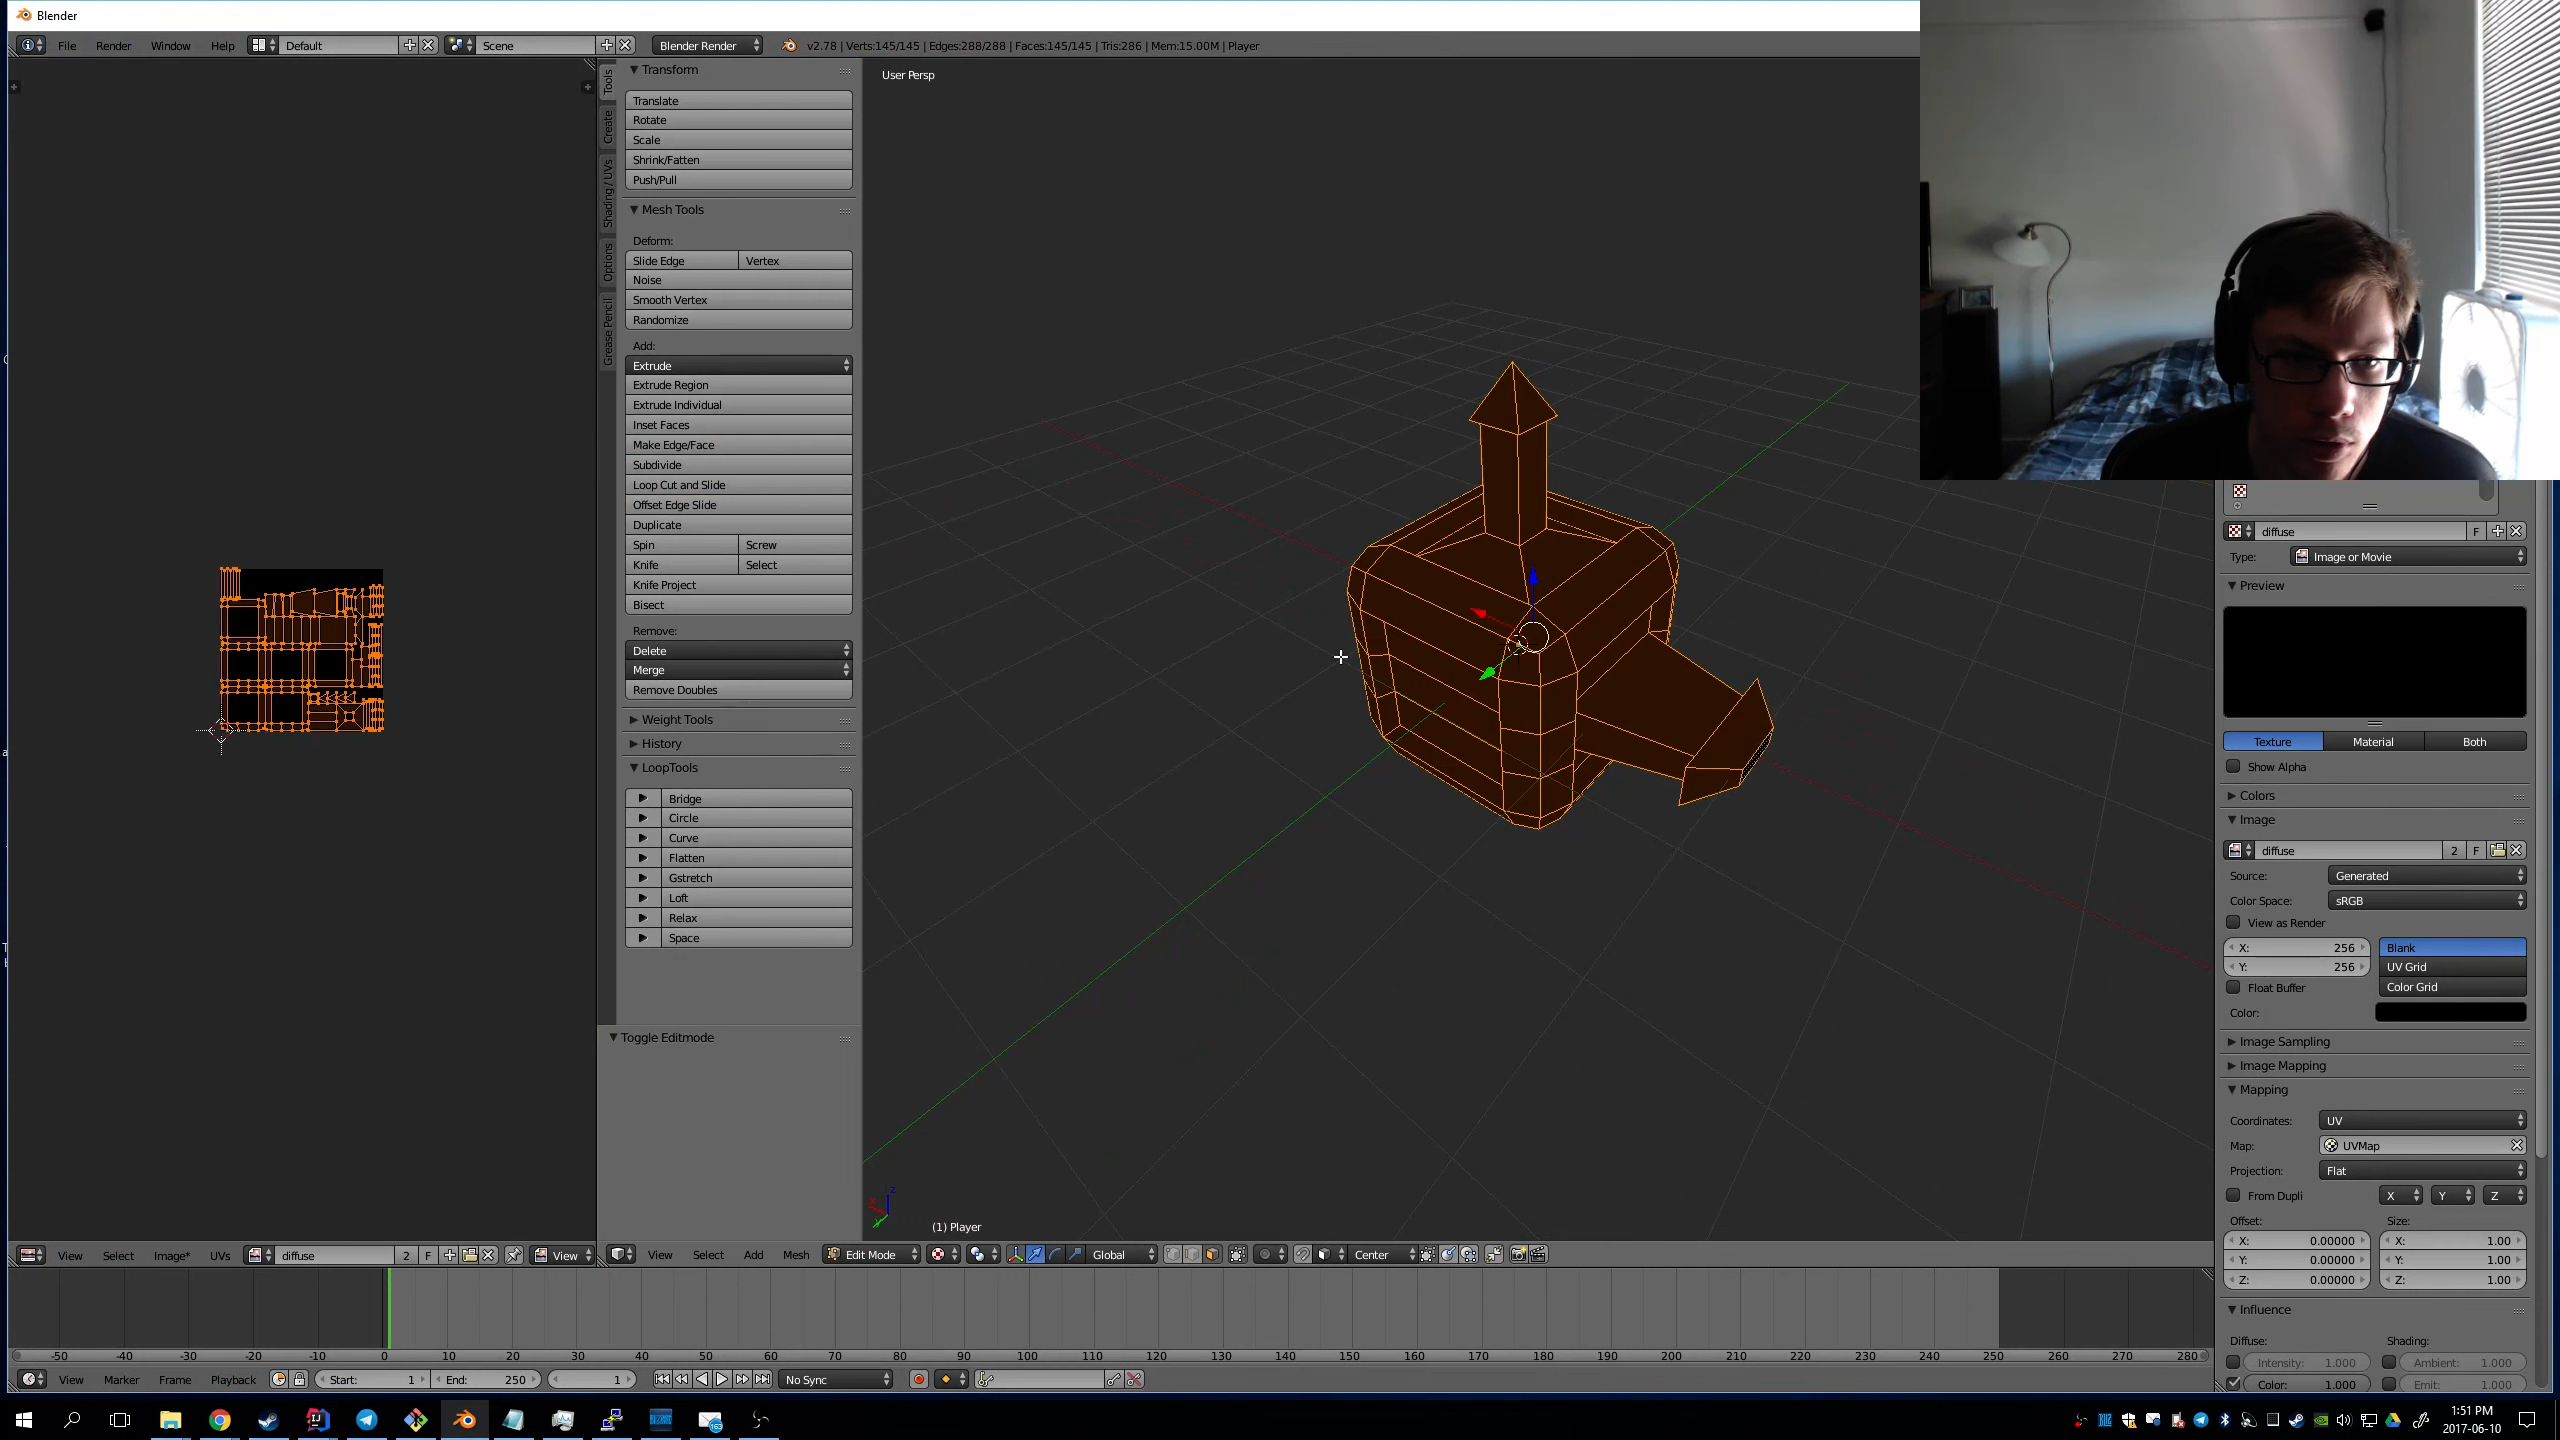 Blender
File Render Window Help Default Scene Blender Render v2.78 | Verts:145/145 | Edges:288/288 | Faces:145/145 | Tris:286 | Mem:15.00M | Player
Tools
Create
Shading / UVs
Options
Grease Pencil
Transform
Translate
Rotate
Scale
Shrink/Fatten
Push/Pull
Mesh Tools
Deform:
Slide Edge Vertex
Noise
Smooth Vertex
Randomize
Add:
Extrude
Extrude Region
Extrude Individual
Inset Faces
Make Edge/Face
Subdivide
Loop Cut and Slide
Offset Edge Slide
Duplicate
Spin Screw
Knife Select
Knife Project
Bisect
Remove:
Delete
Merge
Remove Doubles
Weight Tools
History
LoopTools
Bridge
Circle
Curve
Flatten
Gstretch
Loft
Relax
Space
Toggle Editmode
User Persp
(1) Player
diffuse F
Type: Image or Movie
Preview
Texture Material Both
Show Alpha
Colors
Image
diffuse 2 F
Source: Generated
Color Space: sRGB
View as Render
X: 256 Blank
Y: 256 UV Grid
Float Buffer Color Grid
Color:
Image Sampling
Image Mapping
Mapping
Coordinates: UV
Map: UVMap
Projection: Flat
From Dupli X Y Z
Offset: Size:
X: 0.00000 X: 1.00
Y: 0.00000 Y: 1.00
Z: 0.00000 Z: 1.00
Influence
Diffuse: Shading:
Intensity: 1.000 Ambient: 1.000
Color: 1.000 Emit: 1.000
View Select Image* UVs diffuse 2 F View
View Select Add Mesh Edit Mode Global Center
-50 -40 -30 -20 -10 0 10 20 30 40 50 60 70 80 90 100 110 120 130 140 150 160 170 180 190 200 210 220 230 240 250 260 270 280
View Marker Frame Playback Start: 1 End: 250 1 No Sync
1:51 PM
2017-06-10